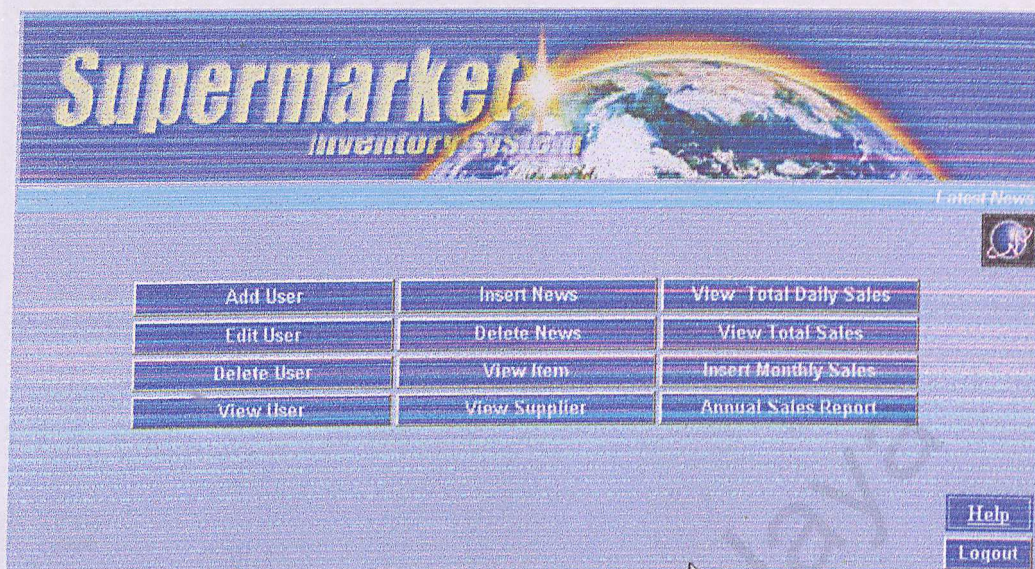 Supermarket
inventory system
Latest News
Add User Insert News View Total Daily Sales
Edit User Delete News View Total Sales
Delete User View Item Insert Monthly Sales
View User View Supplier Annual Sales Report
Help
Logout